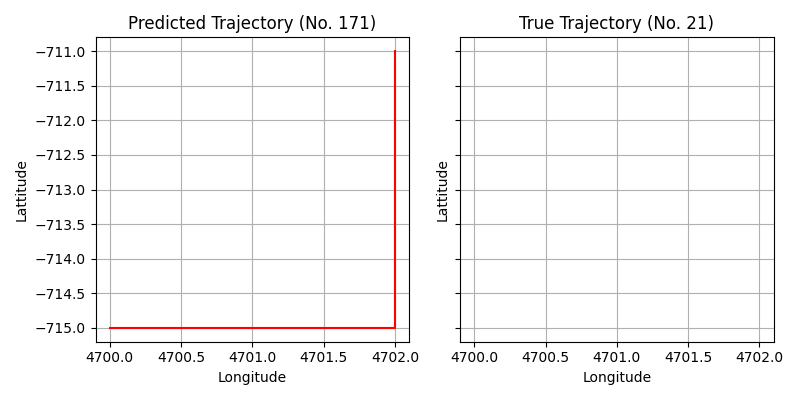 Predicted Trajectory (No. 171)
True Trajectory (No. 21)
−711.0
−711.5
−712.0
−712.5
−713.0
−713.5
−714.0
−714.5
−715.0
Lattitude
Lattitude
4700.0 4700.5 4701.0 4701.5 4702.0
4700.0 4700.5 4701.0 4701.5 4702.0
Longitude
Longitude